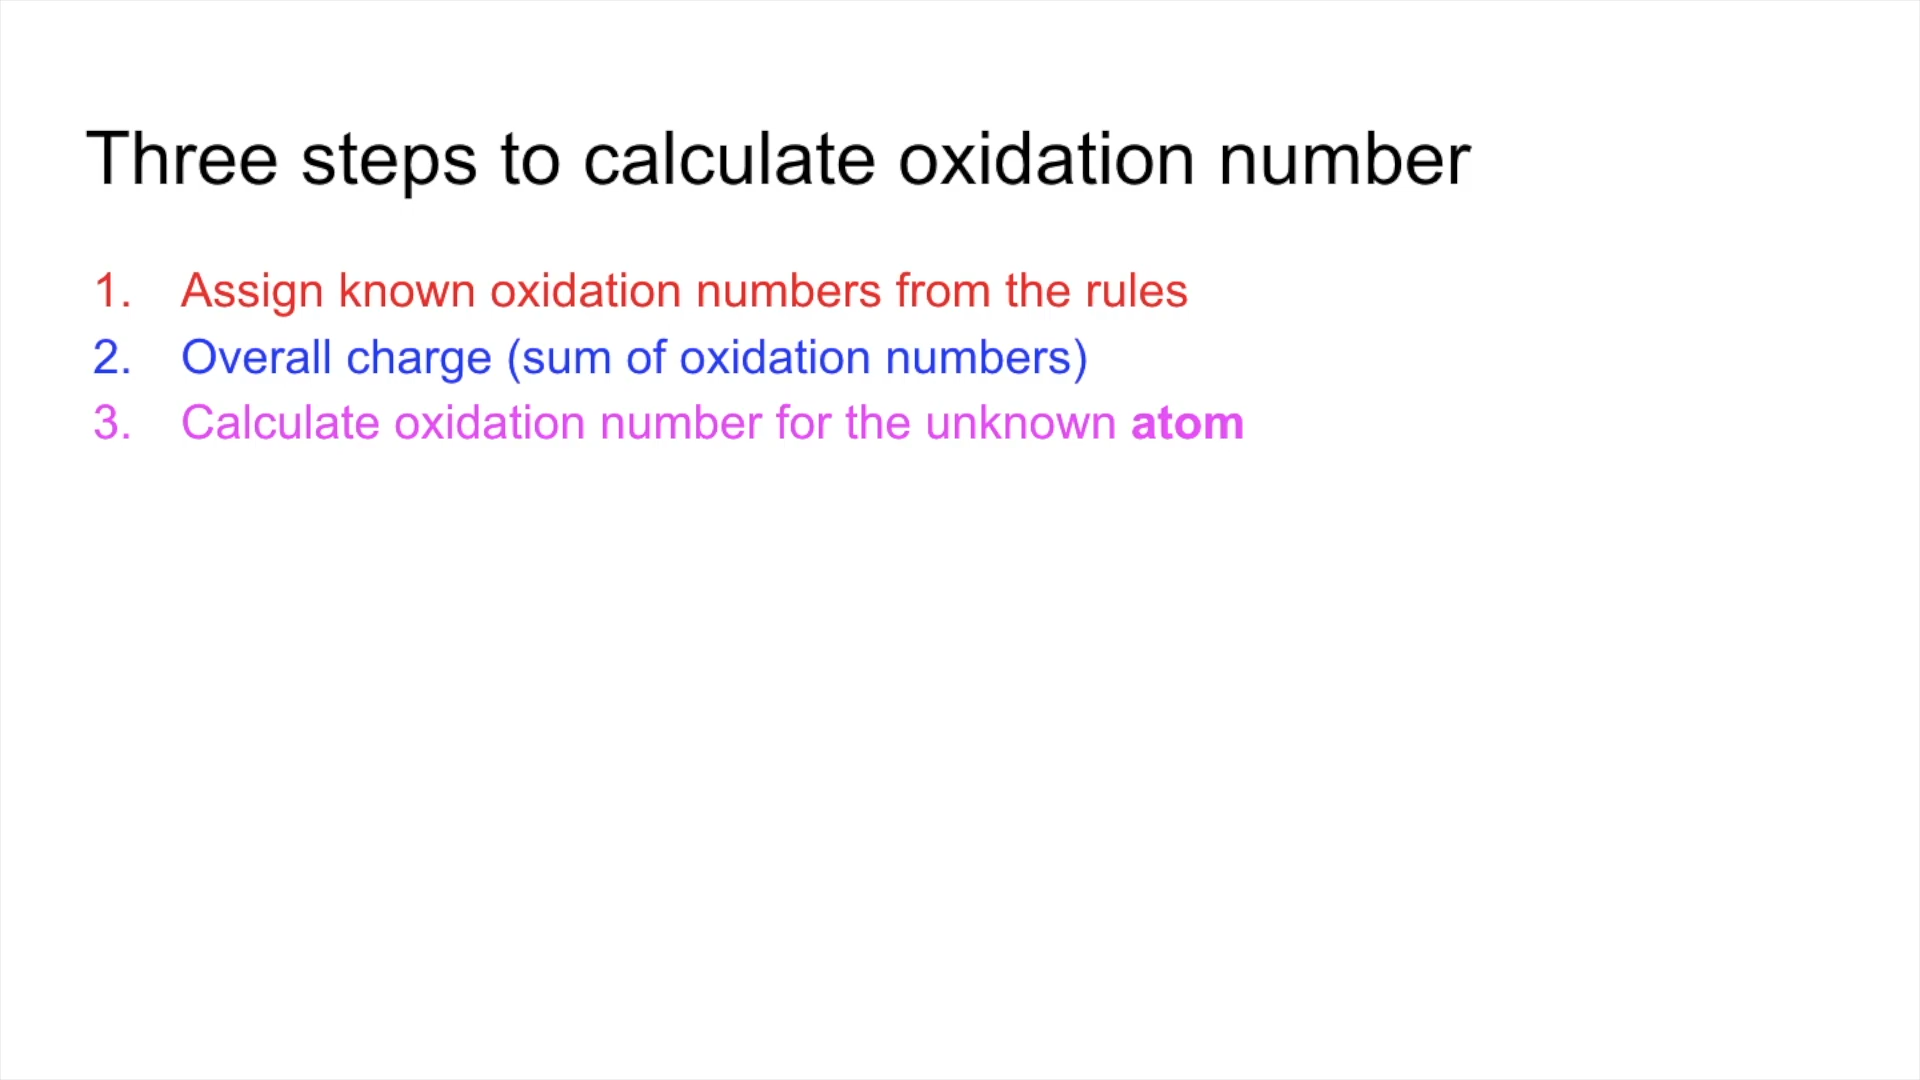 Three steps to calculate oxidation number
1. Assign known oxidation numbers from the rules
2. Overall charge (sum of oxidation numbers)
3. Calculate oxidation number for the unknown atom